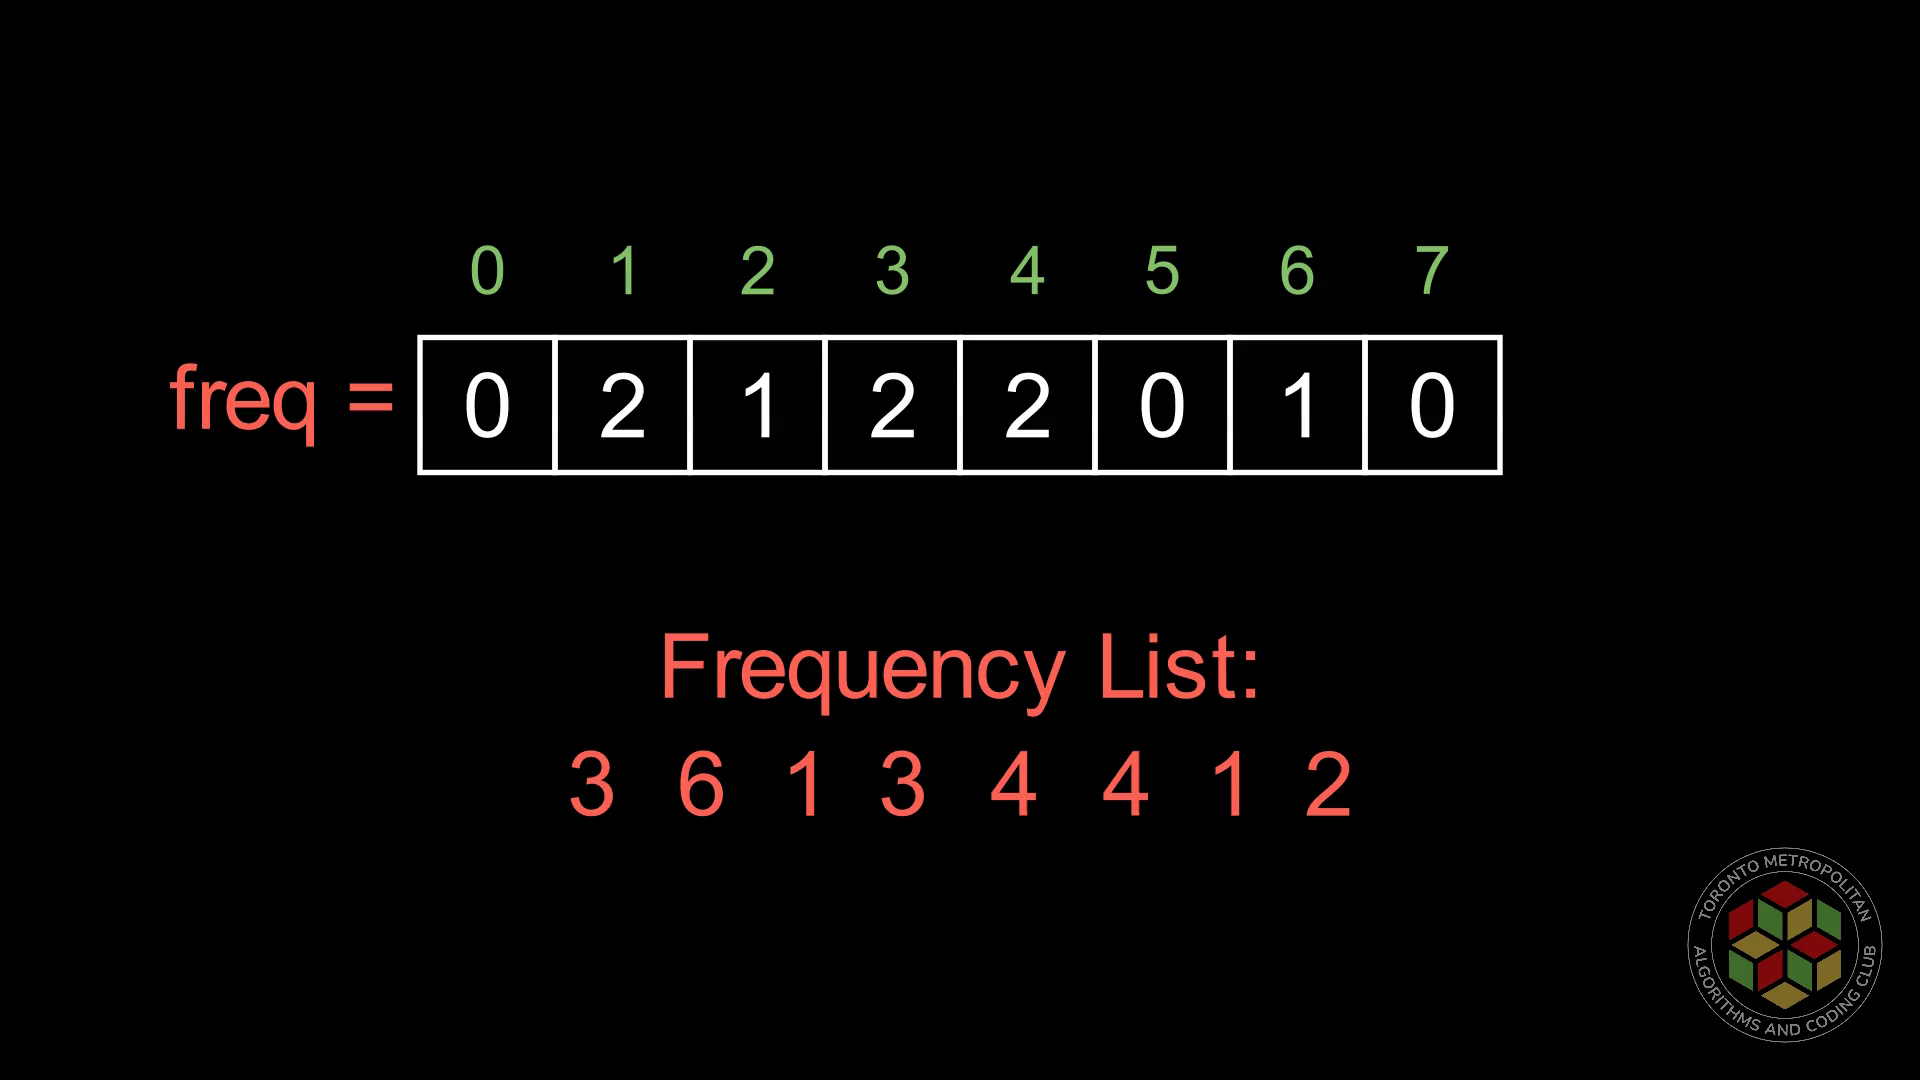 0 1 2 3 4 5 6 7
freq = 0 2 1 2 2 0 1 0
Frequency List:
3 6 1 3 4 4 1 2
TORONTO METROPOLITAN
ALGORITHMS AND CODING CLUB